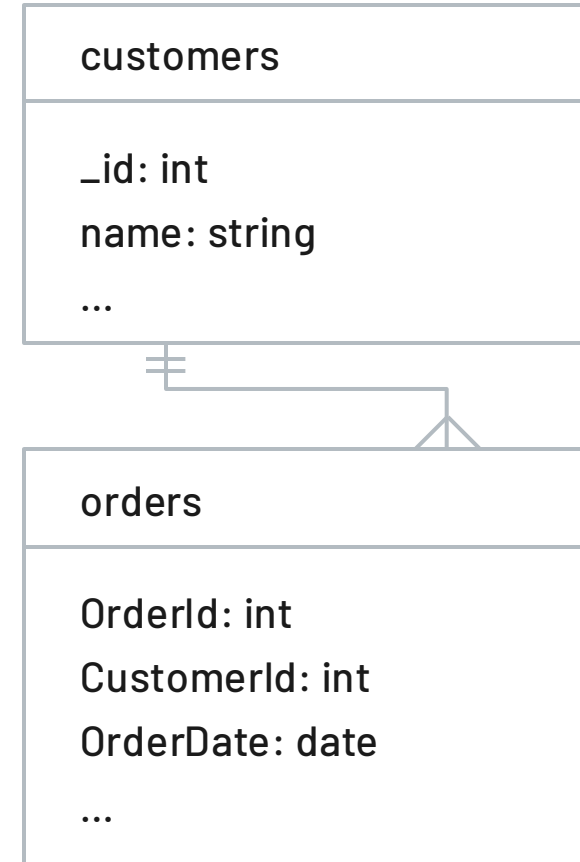 customers
_id: int
name: string
...
orders
OrderId: int
CustomerId: int
OrderDate: date
...